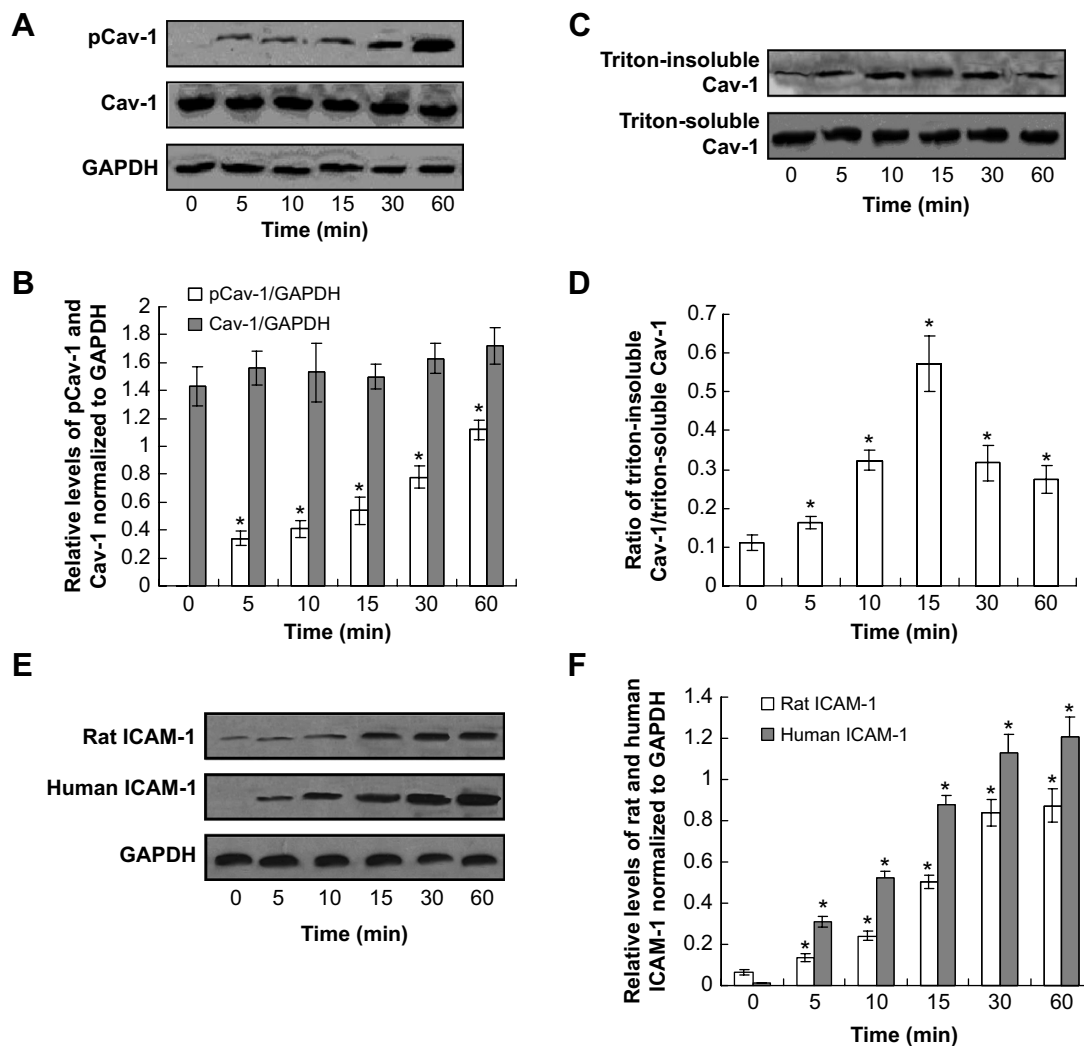 A
pCav-1
Cav-1
GAPDH
0 5 10 15 30 60
Time (min)
B
Relative levels of pCav-1 and
Cav-1 normalized to GAPDH
pCav-1/GAPDH
Cav-1/GAPDH
2
1.8
1.6
1.4
1.2
1
0.8
0.6
0.4
0.2
0
* * * * *
0 5 10 15 30 60
Time (min)
C
Triton-insoluble
Cav-1
Triton-soluble
Cav-1
0 5 10 15 30 60
Time (min)
D
Ratio of triton-insoluble
Cav-1/triton-soluble Cav-1
0.7
0.6
0.5
0.4
0.3
0.2
0.1
0
* * * * *
0 5 10 15 30 60
Time (min)
E
Rat ICAM-1
Human ICAM-1
GAPDH
0 5 10 15 30 60
Time (min)
F
Relative levels of rat and human
ICAM-1 normalized to GAPDH
Rat ICAM-1
Human ICAM-1
1.4
1.2
1
0.8
0.6
0.4
0.2
0
* * * * * * * * * *
0 5 10 15 30 60
Time (min)